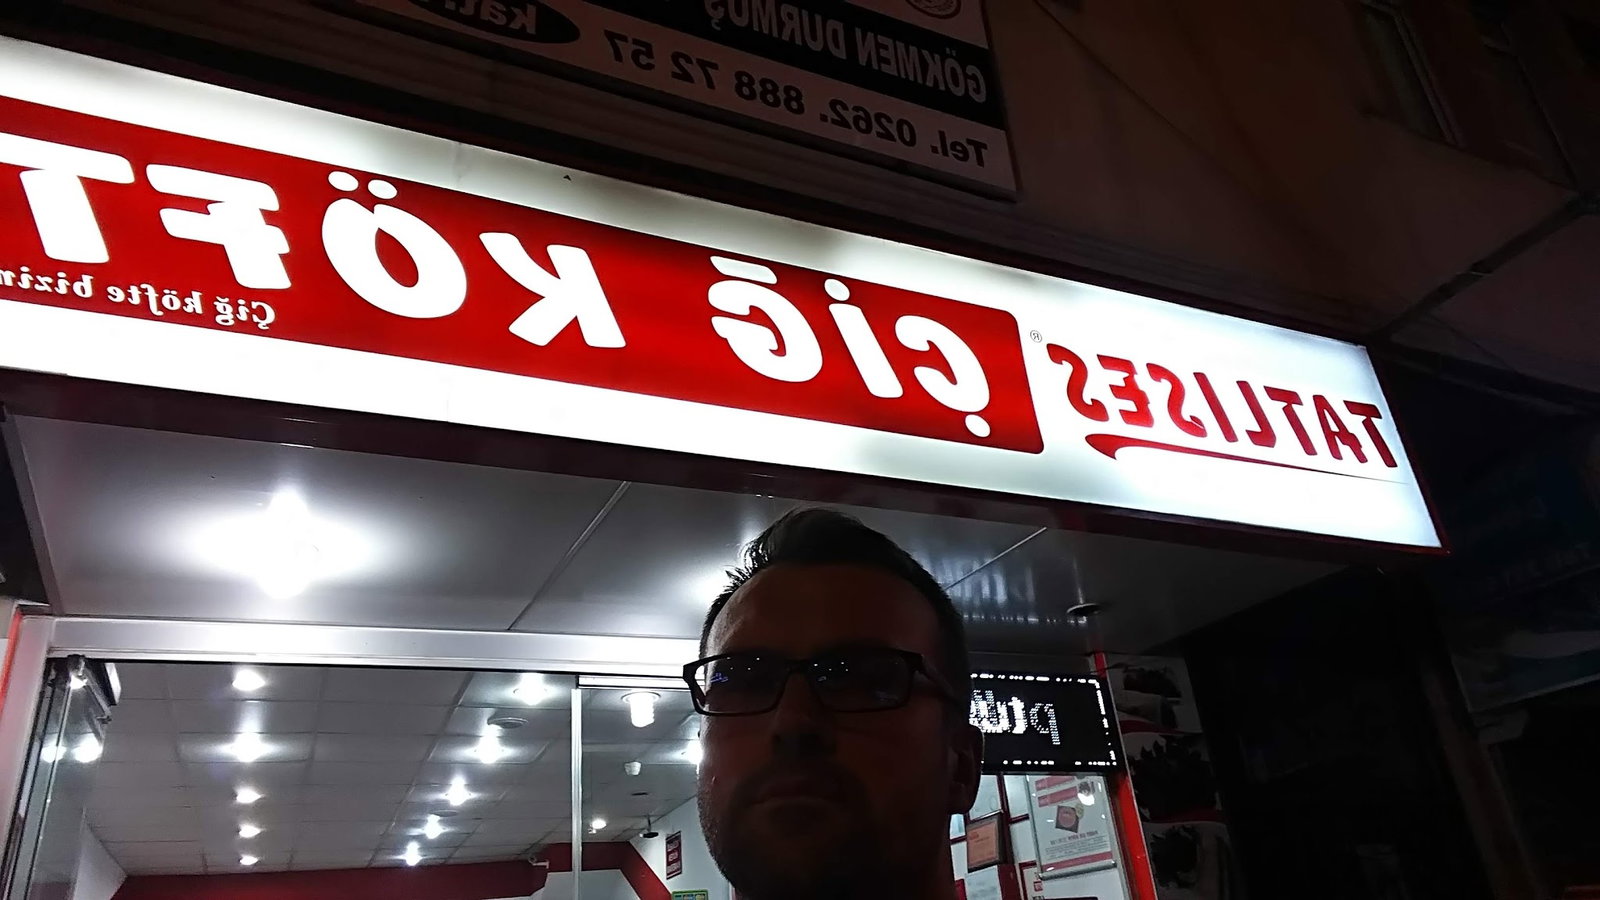 GÖKMEN DURMUŞ
Tel. 0262. 888 72 57
TATLISES®
ÇİĞ KÖFT
Çiğ köfte bizim